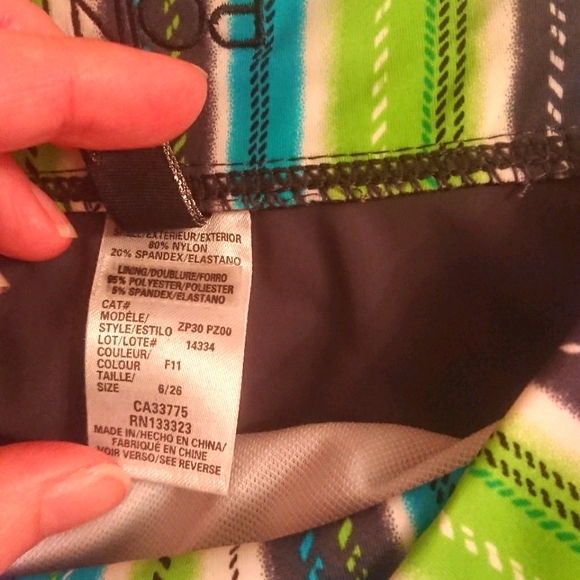 SHELL/EXTERIEUR/EXTERIOR
80% NYLON
20% SPANDEX/ELASTANO
LINING/DOUBLURE/FORRO
95% POLYESTER/POLIESTER
5% SPANDEX/ELASTANO
CAT#
MODÈLE/
STYLE/ESTILO ZP30 PZ00
LOT/LOTE# 14334
COULEUR/
COLOUR F11
TAILLE/
SIZE 6/26
CA33775
RN133323
MADE IN/HECHO EN CHINA/
FABRIQUÉ EN CHINE
VOIR VERSO/SEE REVERSE